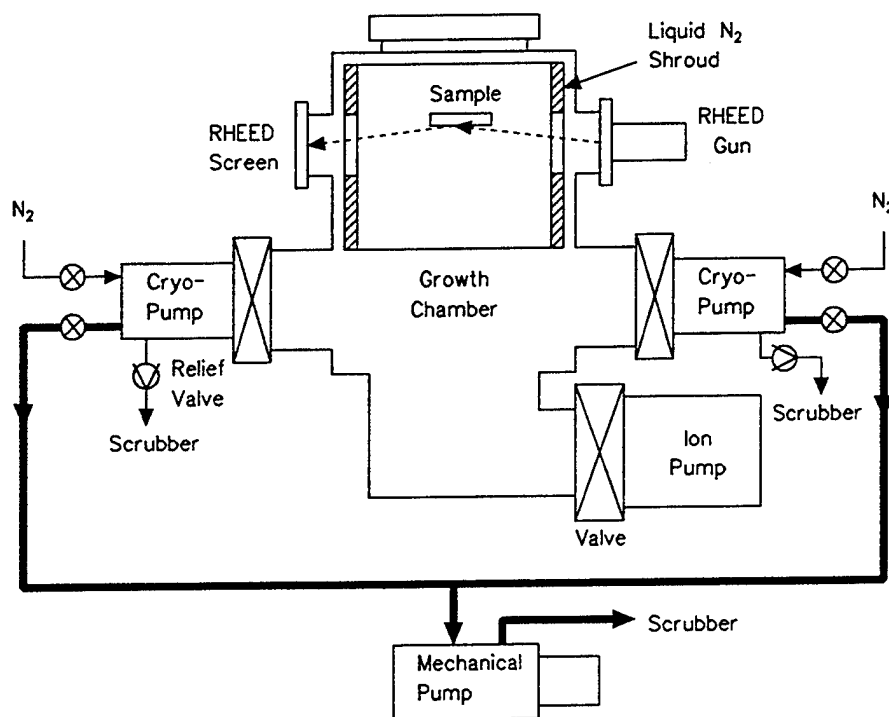 Liquid N2
Shroud
Sample
RHEED
Screen
RHEED
Gun
N2
N2
Cryo-
Pump
Growth
Chamber
Cryo-
Pump
Relief
Valve
Scrubber
Scrubber
Ion
Pump
Valve
Scrubber
Mechanical
Pump